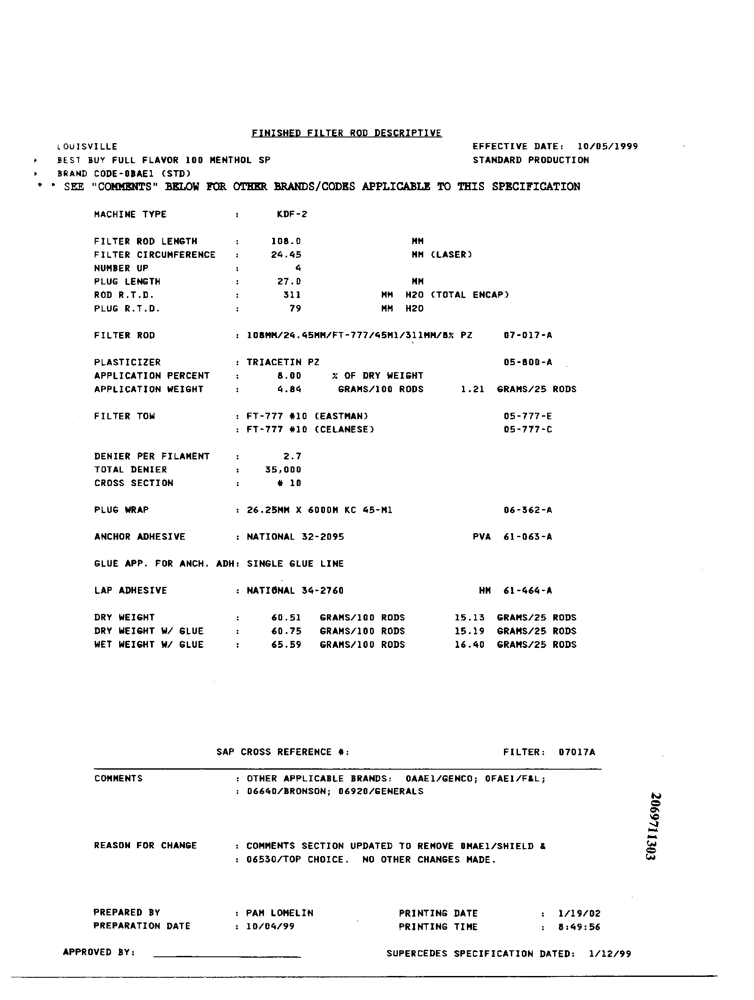 FINISHED FILTER ROD DESCRIPTIVE
LOUISVILLE EFFECTIVE DATE: 10/05/1999
* BEST BUY FULL FLAVOR 100 MENTHOL SP STANDARD PRODUCTION
* BRAND CODE-0BAE1 (STD)
* * SEE "COMMENTS" BELOW FOR OTHER BRANDS/CODES APPLICABLE TO THIS SPECIFICATION
MACHINE TYPE : KDF-2
FILTER ROD LENGTH : 108.0 MM
FILTER CIRCUMFERENCE : 24.45 MM (LASER)
NUMBER UP : 4
PLUG LENGTH : 27.0 MM
ROD R.T.D. : 311 MM H2O (TOTAL ENCAP)
PLUG R.T.D. : 79 MM H2O
FILTER ROD : 108MM/24.45MM/FT-777/45M1/311MM/8% PZ 07-017-A
PLASTICIZER : TRIACETIN PZ 05-800-A
APPLICATION PERCENT : 8.00 % OF DRY WEIGHT
APPLICATION WEIGHT : 4.84 GRAMS/100 RODS 1.21 GRAMS/25 RODS
FILTER TOW : FT-777 #10 (EASTMAN) 05-777-E
: FT-777 #10 (CELANESE) 05-777-C
DENIER PER FILAMENT : 2.7
TOTAL DENIER : 35,000
CROSS SECTION : # 10
PLUG WRAP : 26.25MM X 6000M KC 45-M1 06-362-A
ANCHOR ADHESIVE : NATIONAL 32-2095 PVA 61-063-A
GLUE APP. FOR ANCH. ADH: SINGLE GLUE LINE
LAP ADHESIVE : NATIONAL 34-2760 HM 61-464-A
DRY WEIGHT : 60.51 GRAMS/100 RODS 15.13 GRAMS/25 RODS
DRY WEIGHT W/ GLUE : 60.75 GRAMS/100 RODS 15.19 GRAMS/25 RODS
WET WEIGHT W/ GLUE : 65.59 GRAMS/100 RODS 16.40 GRAMS/25 RODS
SAP CROSS REFERENCE #: FILTER: 07017A
COMMENTS : OTHER APPLICABLE BRANDS: 0AAE1/GENCO; 0FAE1/F&L;
: 06640/BRONSON; 06920/GENERALS
2069711303
REASON FOR CHANGE : COMMENTS SECTION UPDATED TO REMOVE 0MAE1/SHIELD &
: 06530/TOP CHOICE. NO OTHER CHANGES MADE.
PREPARED BY : PAM LOMELIN PRINTING DATE : 1/19/02
PREPARATION DATE : 10/04/99 PRINTING TIME : 8:49:56
APPROVED BY: SUPERCEDES SPECIFICATION DATED: 1/12/99